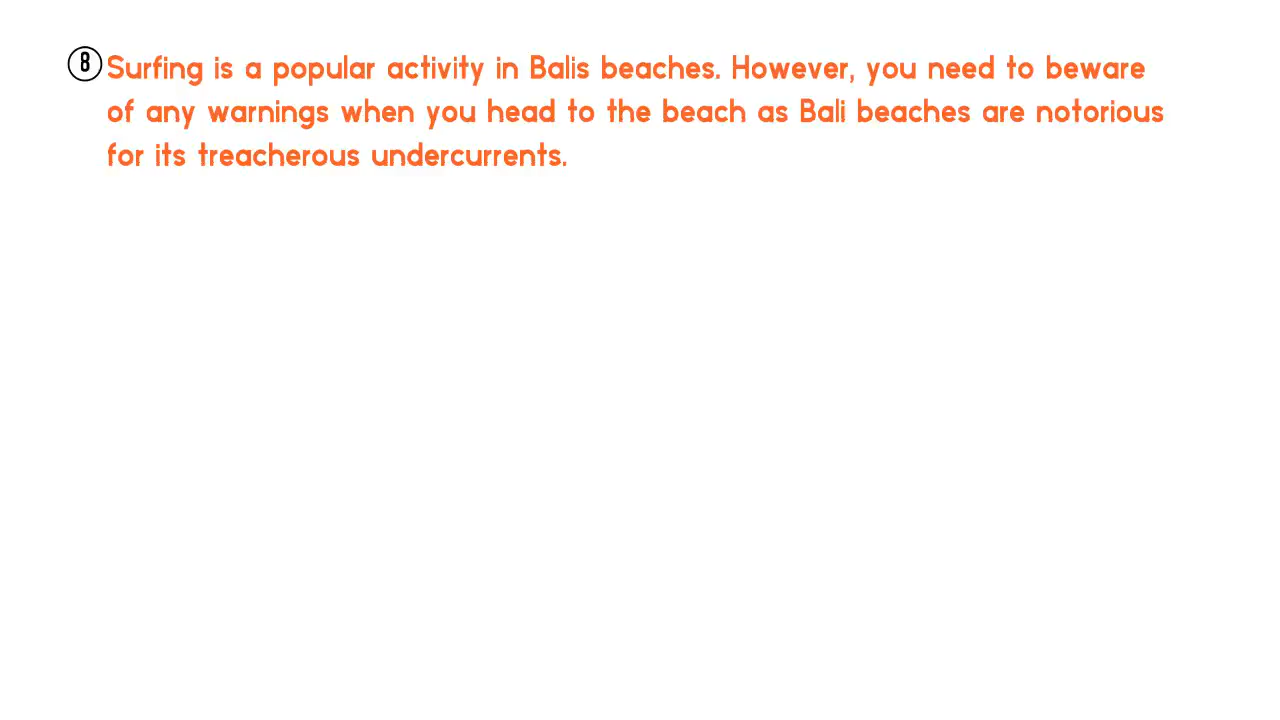 8 Surfing is a popular activity in Balis beaches. However, you need to beware
of any warnings when you head to the beach as Bali beaches are notorious
for its treacherous undercurrents.